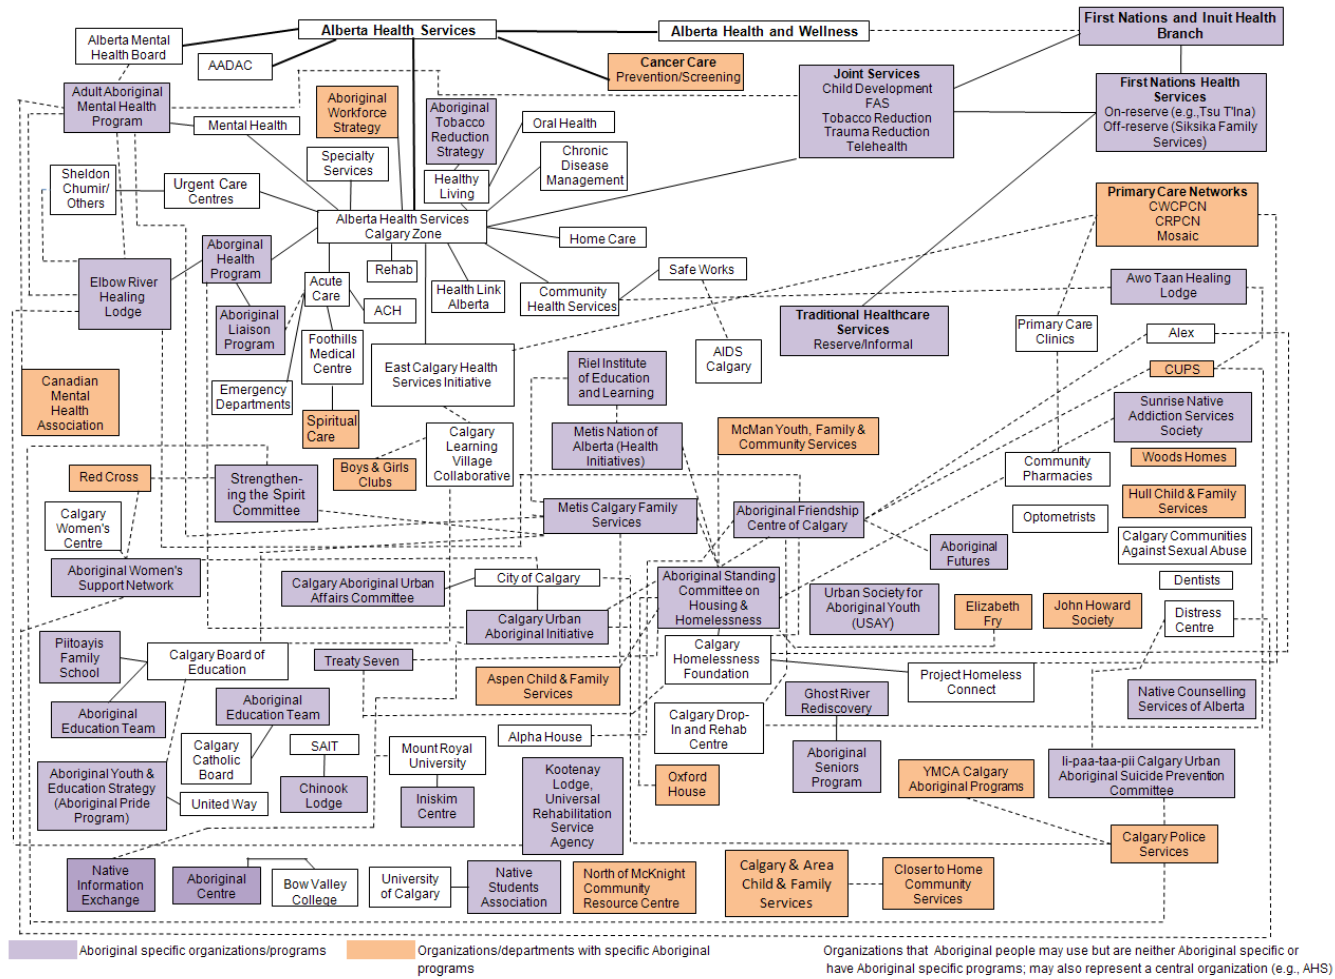 Alberta Health Services
Alberta Health and Wellness
First Nations and Inuit Health
Branch
Alberta Mental
Health Board
AADAC
Cancer Care
Prevention/Screening
Joint Services
Child Development
FAS
Tobacco Reduction
Trauma Reduction
Telehealth
First Nations Health
Services
On-reserve (e.g.,Tsu T'Ina)
Off-reserve (Siksika Family
Services)
Adult Aboriginal
Mental Health
Program
Mental Health
Aboriginal
Workforce
Strategy
Aboriginal
Tobacco
Reduction
Strategy
Oral Health
Chronic
Disease
Management
Specialty
Services
Healthy
Living
Sheldon
Chumir/
Others
Urgent Care
Centres
Alberta Health Services
Calgary Zone
Home Care
Primary Care Networks
CWCPCN
CRPCN
Mosaic
Aboriginal
Health
Program
Elbow River
Healing
Lodge
Acute
Care
Rehab
ACH
Health Link
Alberta
Community
Health Services
Safe Works
Awo Taan Healing
Lodge
Aboriginal
Liaison
Program
Foothills
Medical
Centre
Traditional Healthcare
Services
Reserve/Informal
Primary Care
Clinics
Alex
East Calgary Health
Services Initiative
Riel Institute
of Education
and Learning
AIDS
Calgary
CUPS
Canadian
Mental
Health
Association
Emergency
Departments
Spiritual
Care
Sunrise Native
Addiction Services
Society
Calgary
Learning
Village
Collaborative
Metis Nation of
Alberta (Health
Initiatives)
McMan Youth, Family &
Community Services
Woods Homes
Boys & Girls
Clubs
Red Cross
Strengthen-
ing the Spirit
Committee
Community
Pharmacies
Hull Child & Family
Services
Calgary
Women's
Centre
Metis Calgary Family
Services
Aboriginal Friendship
Centre of Calgary
Optometrists
Calgary Communities
Against Sexual Abuse
Aboriginal
Futures
Aboriginal Women's
Support Network
Calgary Aboriginal Urban
Affairs Committee
City of Calgary
Aboriginal Standing
Committee on
Housing &
Homelessness
Dentists
Urban Society for
Aboriginal Youth
(USAY)
Elizabeth
Fry
John Howard
Society
Distress
Centre
Calgary Urban
Aboriginal Initiative
Piitoayis
Family
School
Calgary Board of
Education
Treaty Seven
Calgary
Homelessness
Foundation
Aspen Child & Family
Services
Project Homeless
Connect
Ghost River
Rediscovery
Native Counselling
Services of Alberta
Aboriginal
Education Team
Aboriginal
Education Team
Alpha House
Calgary Drop-
In and Rehab
Centre
Calgary
Catholic
Board
SAIT
Mount Royal
University
Aboriginal
Seniors
Program
Ii-paa-taa-pii Calgary Urban
Aboriginal Suicide Prevention
Committee
Aboriginal Youth &
Education Strategy
(Aboriginal Pride
Program)
United Way
Chinook
Lodge
Iniskim
Centre
Kootenay
Lodge,
Universal
Rehabilitation
Service
Agency
Oxford
House
YMCA Calgary
Aboriginal Programs
Calgary Police
Services
Native
Information
Exchange
Aboriginal
Centre
Bow Valley
College
University
of Calgary
Native
Students
Association
North of McKnight
Community
Resource Centre
Calgary & Area
Child & Family
Services
Closer to Home
Community
Services
Aboriginal specific organizations/programs
Organizations/departments with specific Aboriginal
programs
Organizations that Aboriginal people may use but are neither Aboriginal specific or
have Aboriginal specific programs; may also represent a central organization (e.g., AHS)